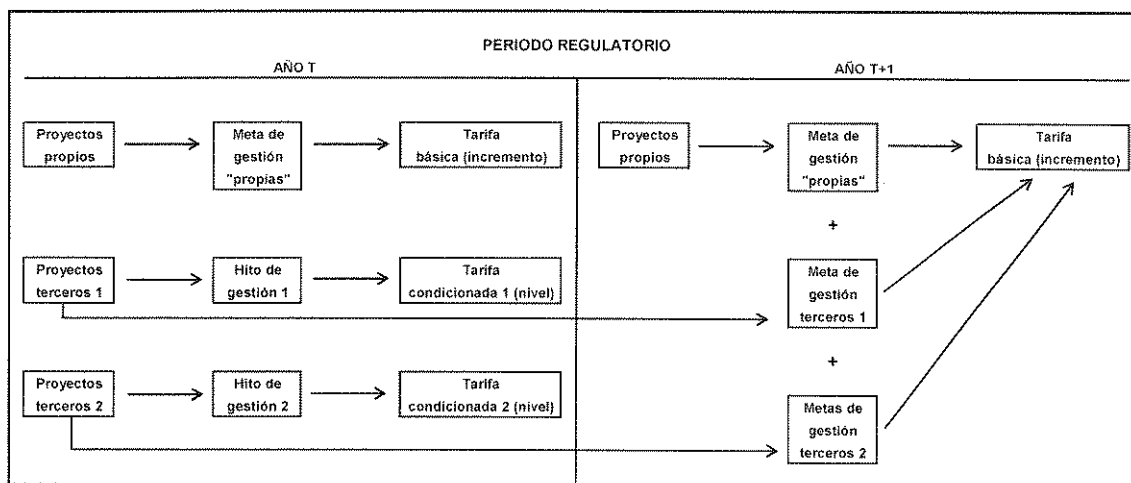 PERIODO REGULATORIO
AÑO T
AÑO T+1
Proyectos
propios
Meta de
gestión
"propias"
Tarifa
básica (incremento)
Proyectos
propios
Meta de
gestión
"propias"
Tarifa
básica (incremento)
+
Proyectos
terceros 1
Hito de
gestión 1
Tarifa
condicionada 1 (nivel)
Meta de
gestión
terceros 1
+
Proyectos
terceros 2
Hito de
gestión 2
Tarifa
condicionada 2 (nivel)
Metas de
gestión
terceros 2